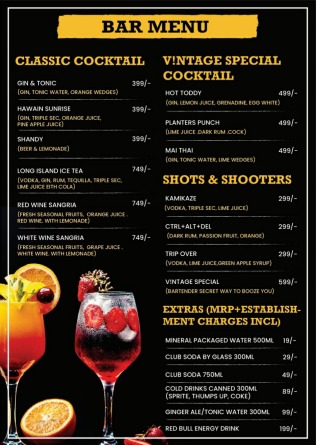 BAR MENU
CLASSIC COCKTAIL
GIN & TONIC 399/-
(GIN, TONIC WATER, ORANGE WEDGES)
HAWAIN SUNRISE 399/-
(GIN, TRIPLE SEC, ORANGE JUICE,
PINE APPLE JUICE)
SHANDY 399/-
(BEER & LEMONADE)
LONG ISLAND ICE TEA 749/-
(VODKA, GIN, RUM, TEQUILLA, TRIPLE SEC,
LIME JUICE EITH COLA)
RED WINE SANGRIA 749/-
(FRESH SEASONAL FRUITS, ORANGE JUICE .
RED WINE. WITH LEMONADE)
WHITE WINE SANGRIA 749/-
(FRESH SEASONAL FRUITS, GRAPE JUICE .
WHITE WINE. WITH LEMONADE)
V!NTAGE SPECIAL
COCKTAIL
HOT TODDY 499/-
(GIN, LEMON JUICE, GRENADINE, EGG WHITE)
PLANTERS PUNCH 499/-
(LIME JUICE ,DARK RUM .COCK)
MAI THAI 499/-
(GIN, TONIC WATER, LIME WEDGES)
SHOTS & SHOOTERS
KAMIKAZE 299/-
(VODKA, TRIPLE SEC, LIME JUICE)
CTRL+ALT+DEL 299/-
(DARK RUM, PASSION FRUIT, ORANGE)
TRIP OVER 299/-
(VODKA, LIME JUICE,GREEN APPLE SYRUP)
VINTAGE SPECIAL 599/-
(BARTENDER SECRET WAY TO BOOZE YOU)
EXTRAS (MRP+ESTABLISH-
MENT CHARGES INCL)
MINERAL PACKAGED WATER 500ML 19/-
CLUB SODA BY GLASS 300ML 29/-
CLUB SODA 750ML 49/-
COLD DRINKS CANNED 300ML 89/-
(SPRITE, THUMPS UP, COKE)
GINGER ALE/TONIC WATER 300ML 99/-
RED BULL ENERGY DRINK 199/-